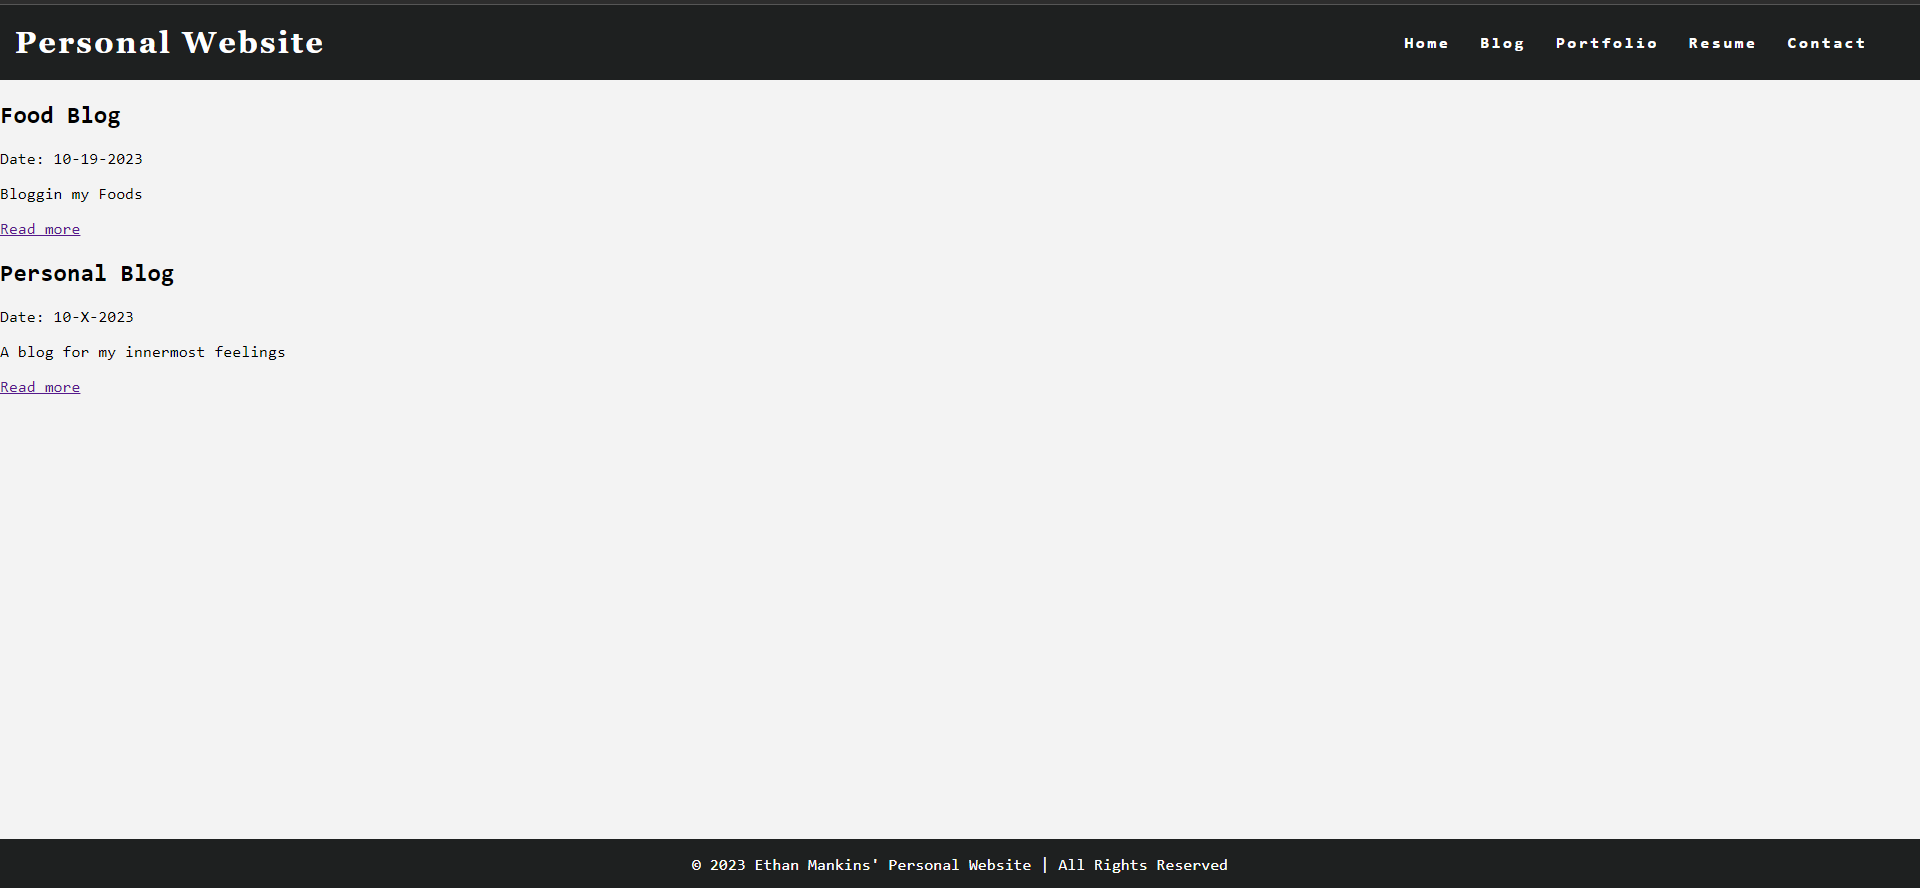 Personal Website
Home Blog Portfolio Resume Contact
Food Blog
Date: 10-19-2023
Bloggin my Foods
Read more
Personal Blog
Date: 10-X-2023
A blog for my innermost feelings
Read more
© 2023 Ethan Mankins' Personal Website | All Rights Reserved